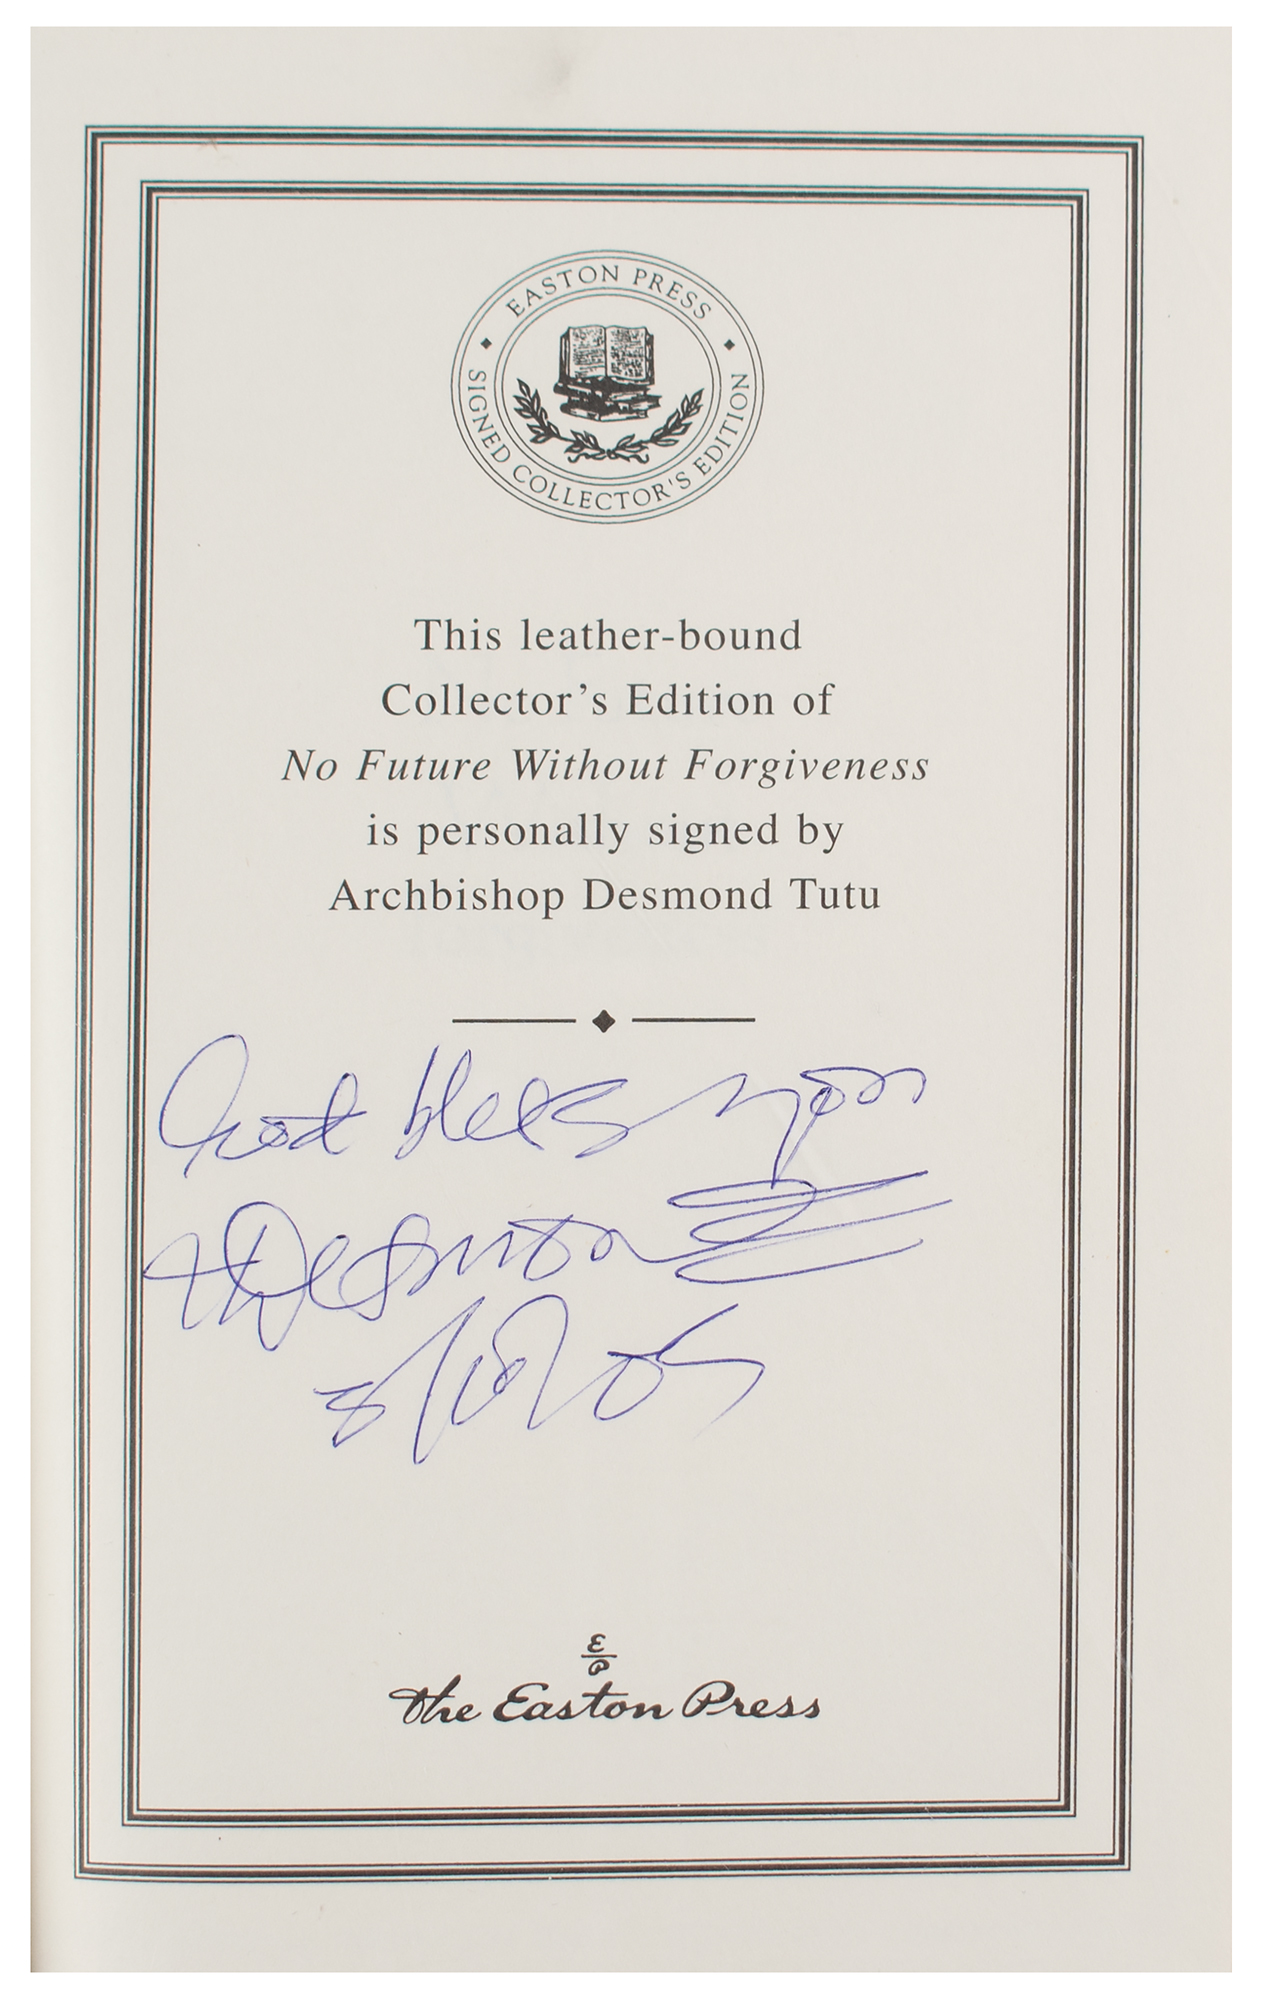 EASTON PRESS
SIGNED COLLECTOR'S EDITION
This leather-bound
Collector's Edition of
No Future Without Forgiveness
is personally signed by
Archbishop Desmond Tutu
God bless you
+Desmond
E/P
The Easton Press